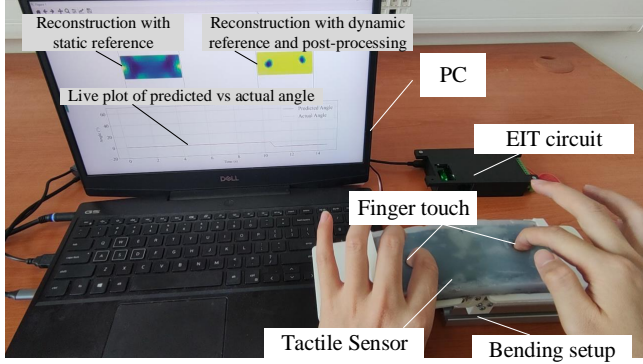 Reconstruction with
static reference
Reconstruction with dynamic
reference and post-processing
Live plot of predicted vs actual angle
Predicted Angle
Actual Angle
PC
EIT circuit
DELL
G5
Finger touch
Tactile Sensor
Bending setup